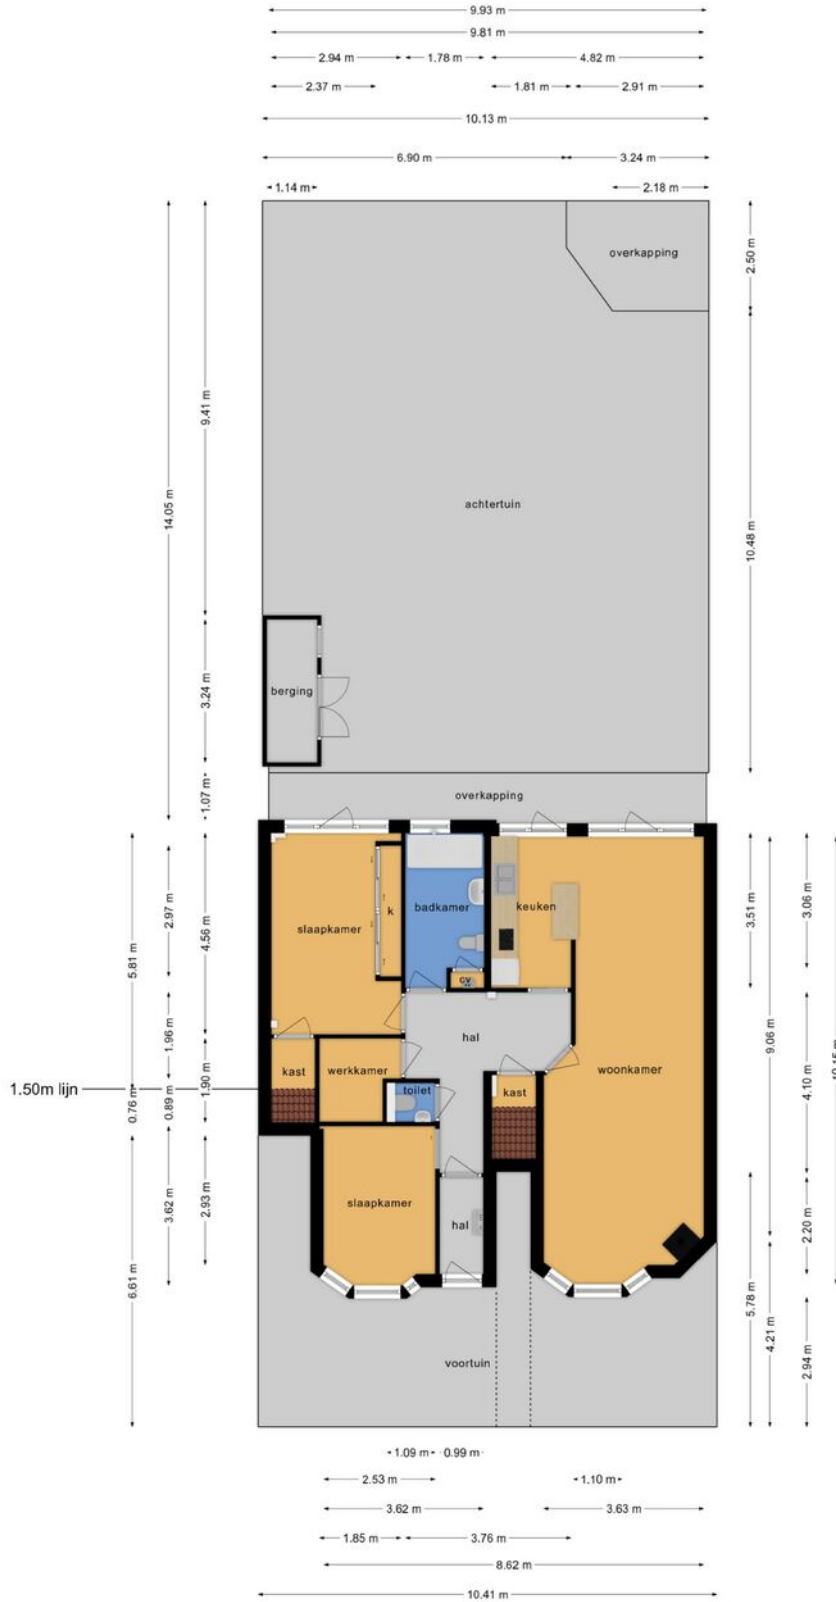 9.93 m
9.81 m
2.94 m 1.78 m 4.82 m
2.37 m 1.81 m 2.91 m
10.13 m
6.90 m 3.24 m
1.14 m 2.18 m
overkapping
2.50 m
9.41 m
14.05 m
achtertuin
10.48 m
berging
3.24 m
1.07 m
overkapping
slaapkamer
k
badkamer
keuken
cv
2.97 m
4.56 m
5.81 m
3.51 m
3.06 m
1.96 m
9.06 m
hal
kast
werkkamer
toilet
kast
woonkamer
1.50m lijn
0.76 m
0.89 m
1.90 m
4.10 m
slaapkamer
hal
3.62 m
2.93 m
2.20 m
6.61 m
5.78 m
4.21 m
2.94 m
voortuin
1.09 m 0.99 m
2.53 m 1.10 m
3.62 m 3.63 m
1.85 m 3.76 m
8.62 m
10.41 m